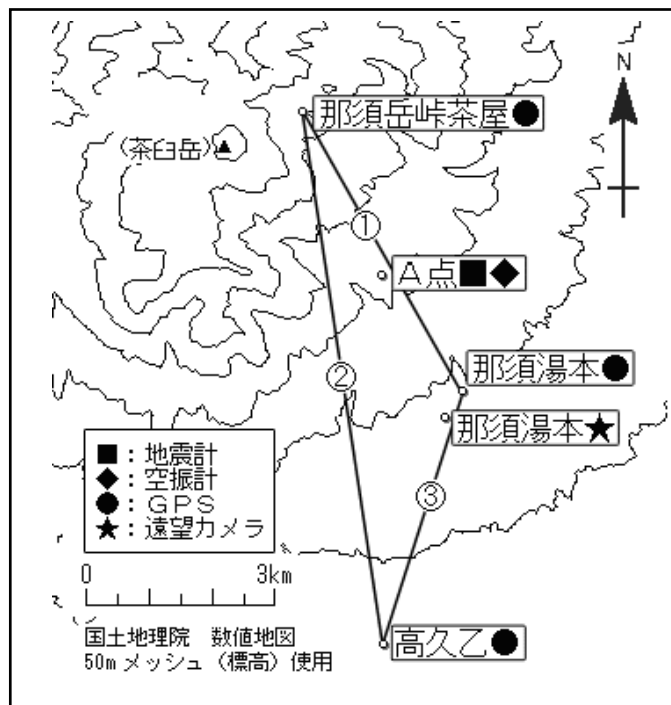 N
那須岳峠茶屋●
(茶臼岳)▲
①
A点■◆
②
那須湯本●
那須湯本★
③
■:地震計
◆:空振計
●:GPS
★:遠望カメラ
0 3km
国土地理院 数値地図
50mメッシュ(標高)使用
高久乙●